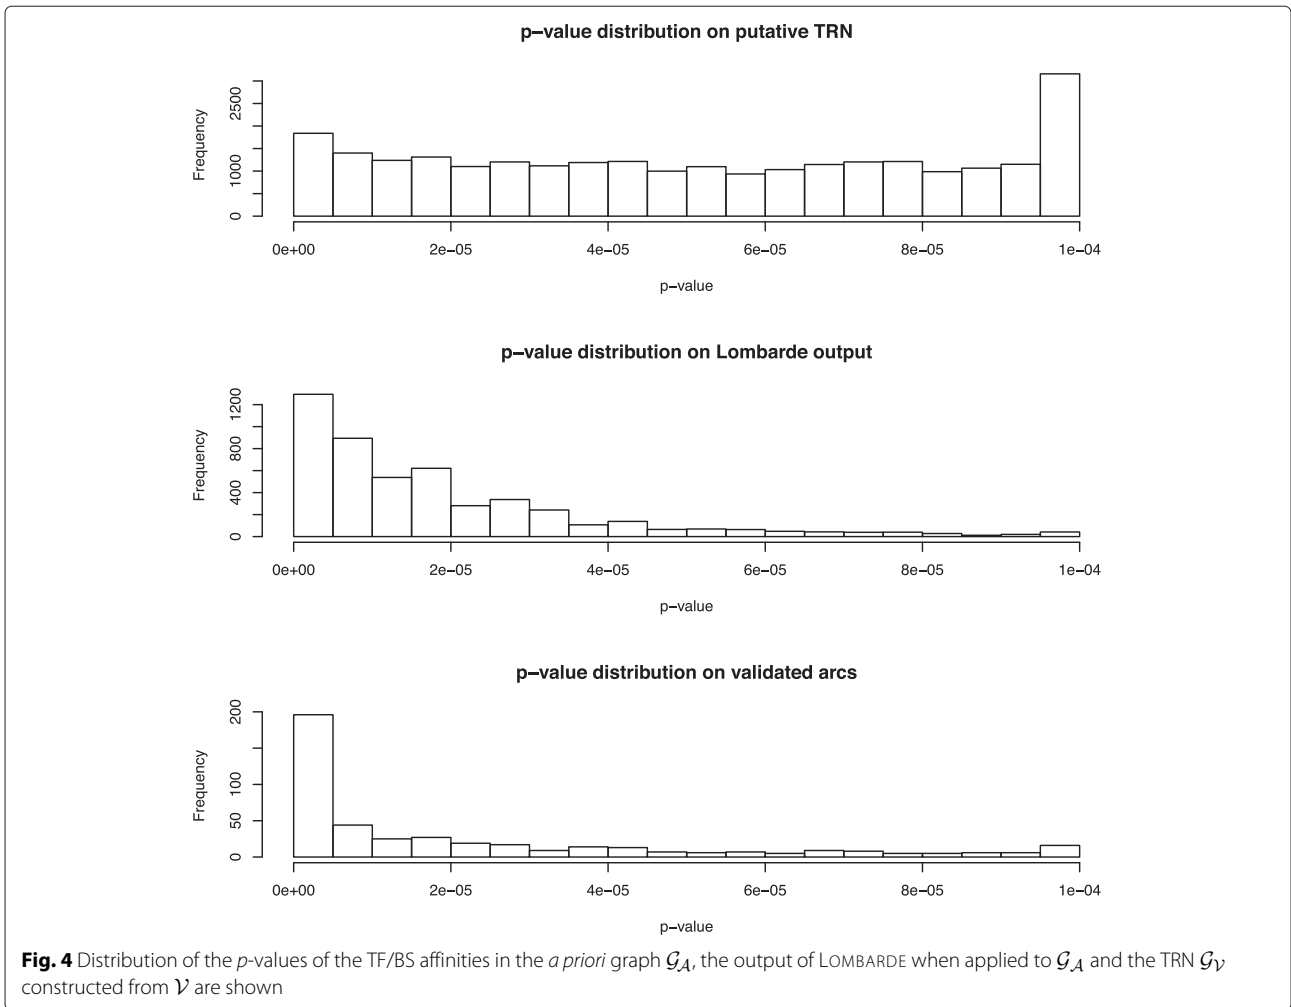 p−value distribution on putative TRN
Frequency
2500
1000
0
0e+00 2e−05 4e−05 6e−05 8e−05 1e−04
p−value
p−value distribution on Lombarde output
Frequency
1200
800
400
0
0e+00 2e−05 4e−05 6e−05 8e−05 1e−04
p−value
p−value distribution on validated arcs
Frequency
200
100
50
0
0e+00 2e−05 4e−05 6e−05 8e−05 1e−04
p−value
Fig. 4 Distribution of the p-values of the TF/BS affinities in the a priori graph 𝒢𝒜, the output of LOMBARDE when applied to 𝒢𝒜 and the TRN 𝒢𝒱
constructed from 𝒱 are shown